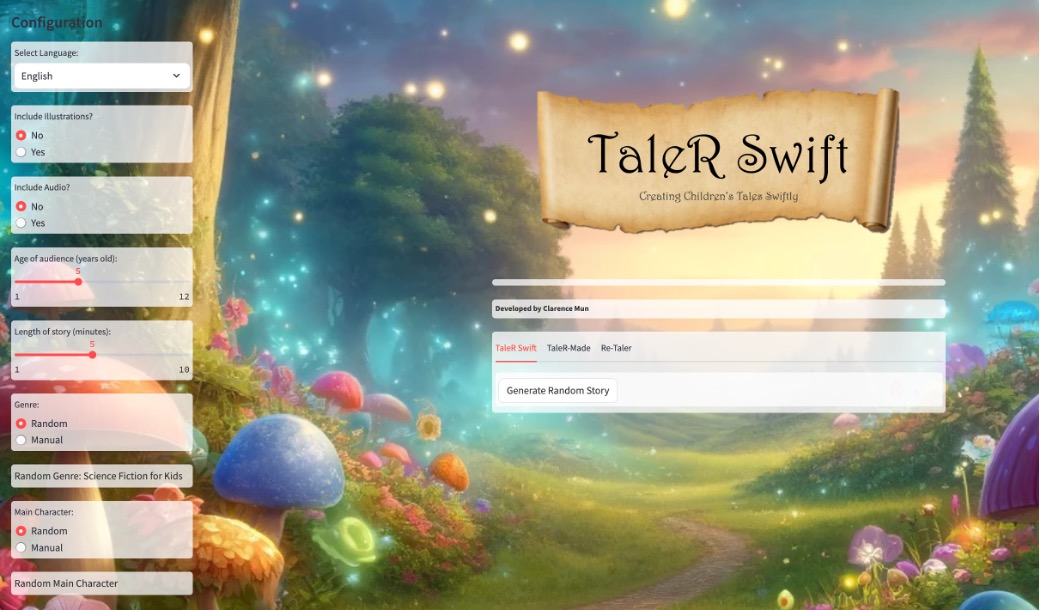 Configuration
Select Language:
English
Include Illustrations?
No
Yes
Include Audio?
No
Yes
Age of audience (years old):
5
1 12
Length of story (minutes):
5
1 10
Genre:
Random
Manual
Random Genre: Science Fiction for Kids
Main Character:
Random
Manual
Random Main Character
TaleR Swift
Creating Children's Tales Swiftly
Developed by Clarence Mun
TaleR Swift TaleR-Made Re-Taler
Generate Random Story